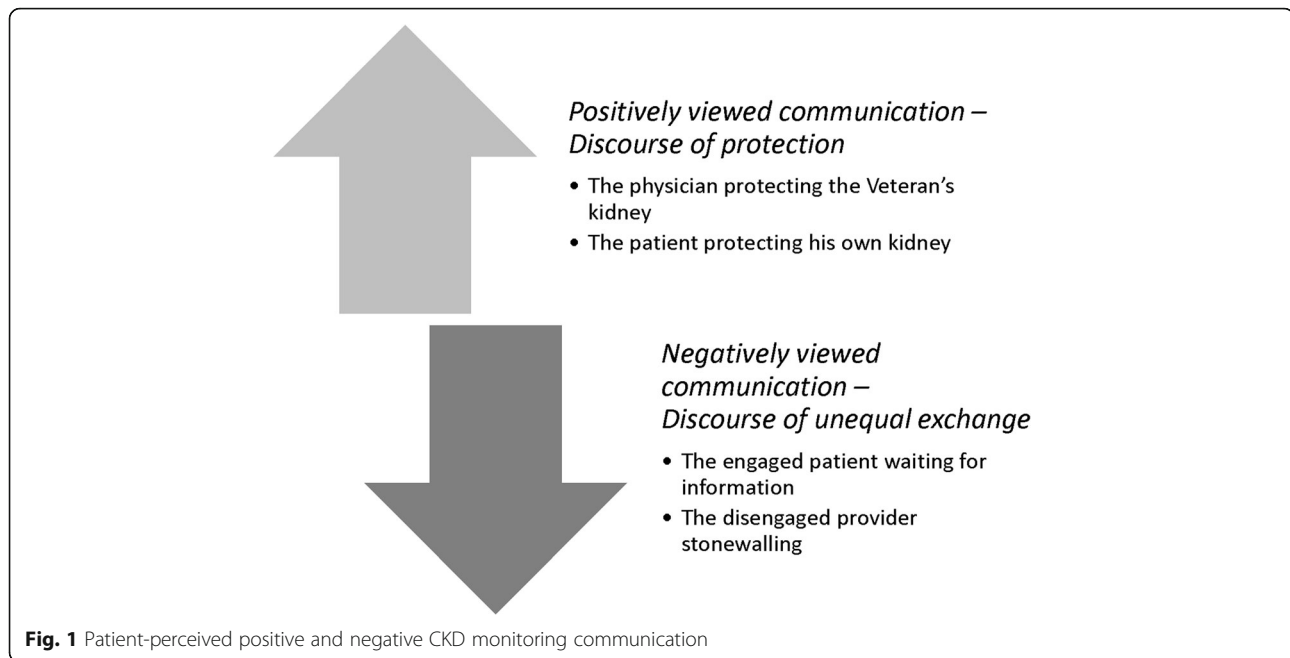 Positively viewed communication –
Discourse of protection
• The physician protecting the Veteran’s
kidney
• The patient protecting his own kidney
Negatively viewed
communication –
Discourse of unequal exchange
• The engaged patient waiting for
information
• The disengaged provider
stonewalling
Fig. 1 Patient-perceived positive and negative CKD monitoring communication